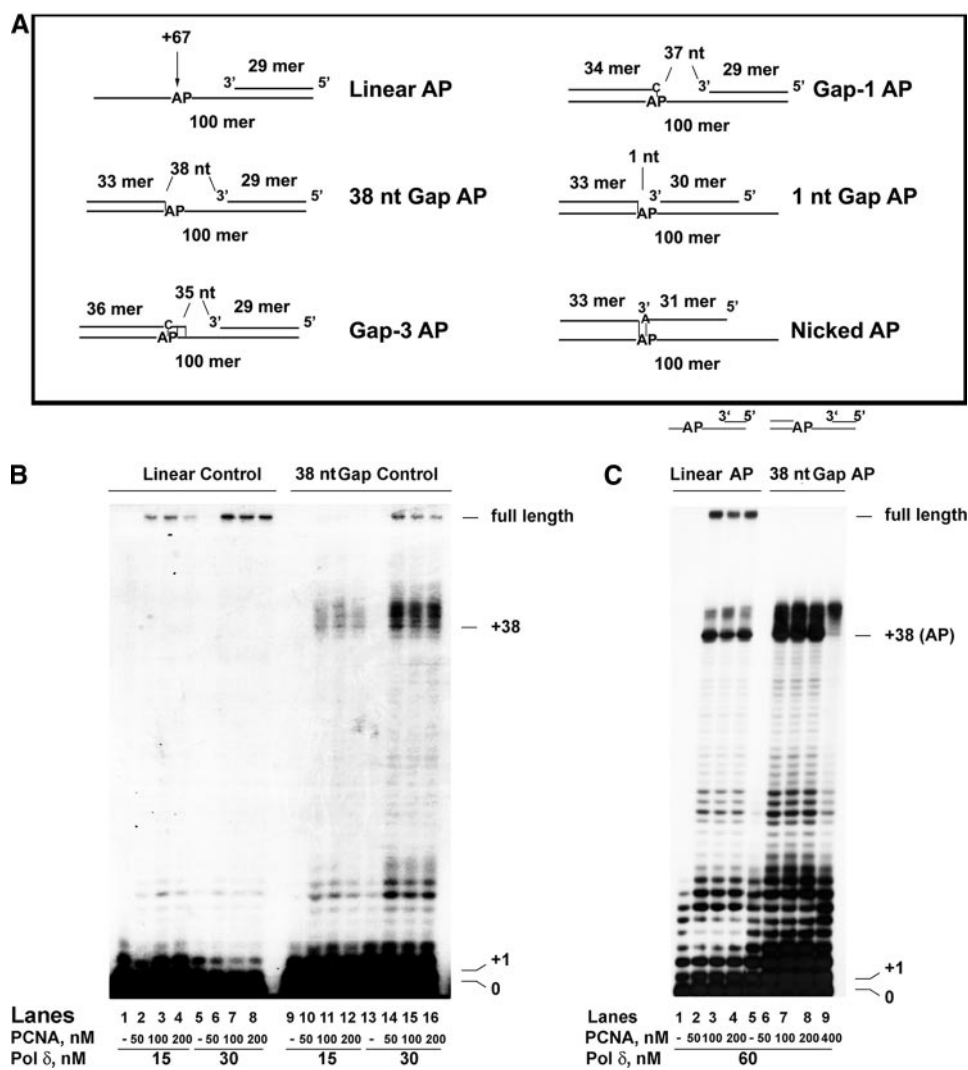 A
+67
29 mer
3’ 5’
AP
Linear AP
100 mer
37 nt
34 mer 29 mer
C 3’ 5’
AP
Gap-1 AP
100 mer
38 nt
33 mer 29 mer
3’ 5’
AP
38 nt Gap AP
100 mer
1 nt
33 mer 3’ 30 mer
5’
AP
1 nt Gap AP
100 mer
36 mer 35 nt 29 mer
C 3’ 5’
AP
Gap-3 AP
100 mer
33 mer 3’ 31 mer
A 5’
AP
Nicked AP
100 mer
3‘ 5’
AP
3‘ 5’
AP
B
Linear Control 38 nt Gap Control
full length
+38
+1
0
Lanes 1 2 3 4 5 6 7 8 9 10 11 12 13 14 15 16
PCNA, nM - 50 100 200 - 50 100 200 - 50 100 200 - 50 100 200
Pol δ, nM 15 30 15 30
C
Linear AP 38 nt Gap AP
full length
+38 (AP)
+1
0
Lanes 1 2 3 4 5 6 7 8 9
PCNA, nM - 50 100 200 - 50 100 200 400
Pol δ, nM 60